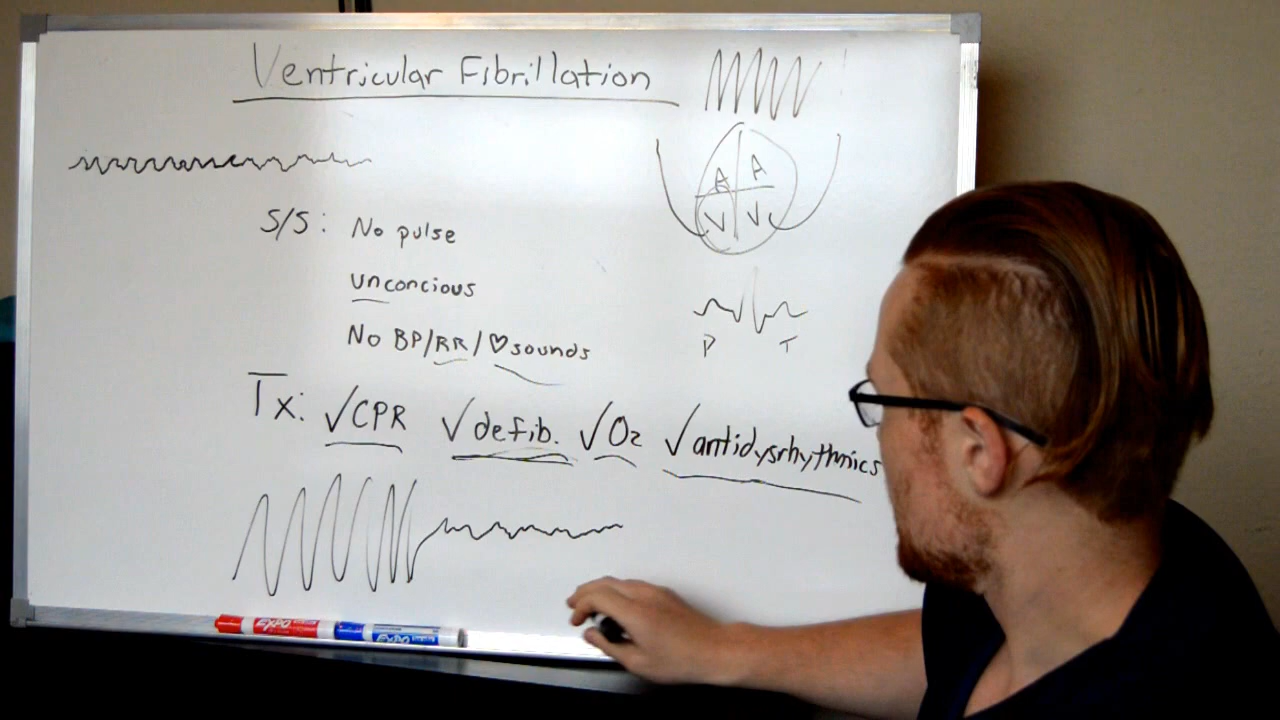 Ventricular Fibrillation
A A
V V
S/S: No pulse
unconcious
No BP/RR/♡sounds
P T
Tx: √CPR √defib. √O₂ √antidysrhythmics
EXPO EXPO